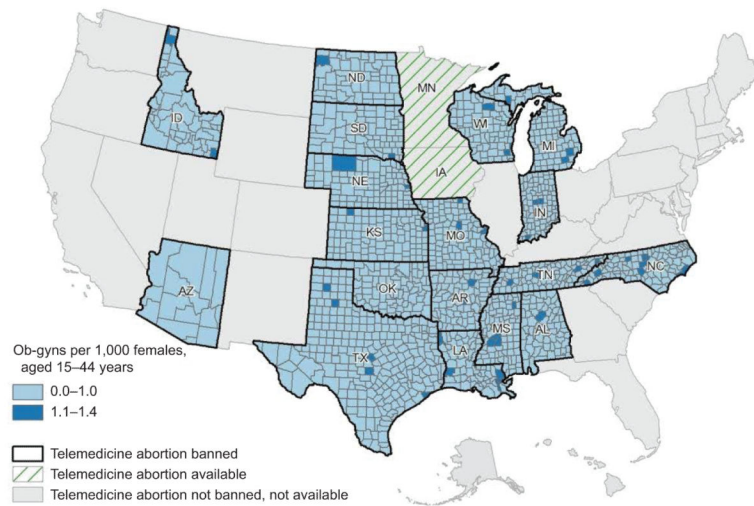 ND
MN
ID
SD
WI
MI
NE
IA
IN
KS
MO
NC
TN
AZ
OK
AR
MS
AL
LA
TX
Ob-gyns per 1,000 females,
aged 15–44 years
0.0–1.0
1.1–1.4
Telemedicine abortion banned
Telemedicine abortion available
Telemedicine abortion not banned, not available